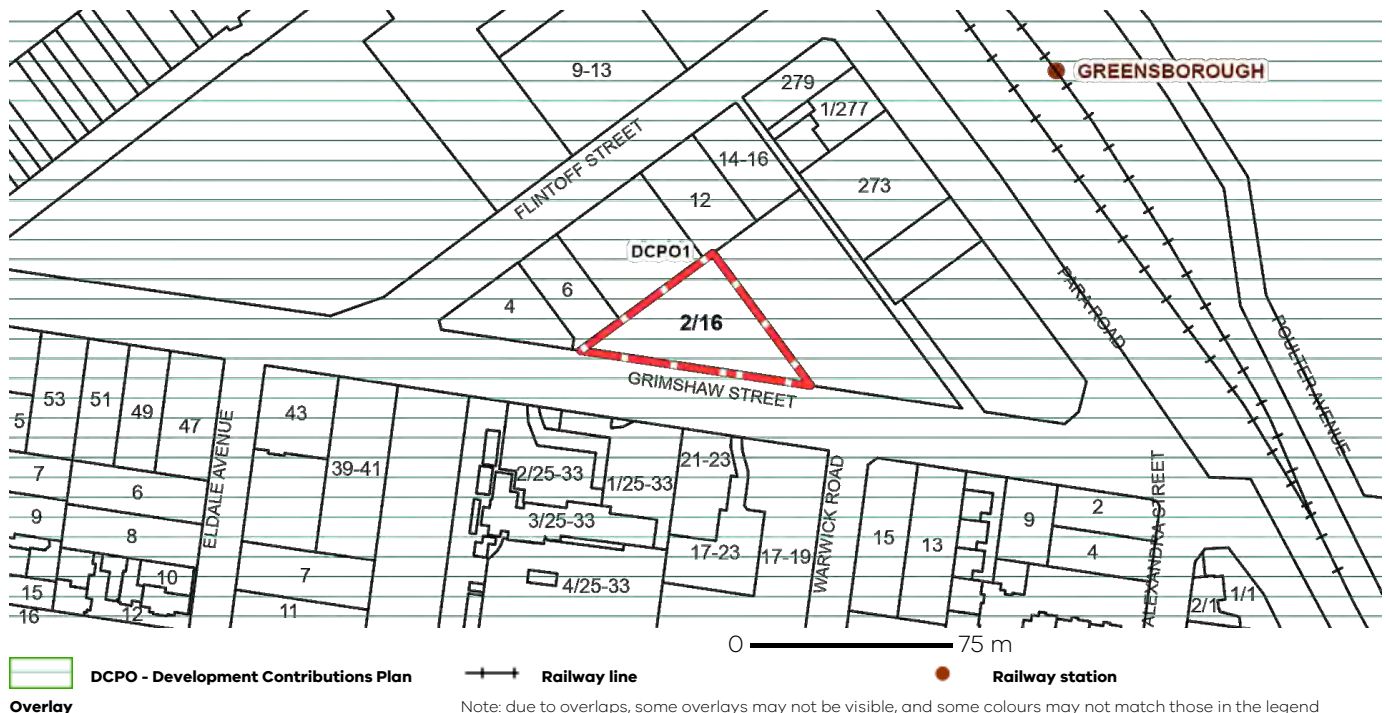 9-13
GREENSBOROUGH
279
1/277
FLINTOFF STREET
14-16
273
12
DCPO1
6
4
2/16
PARA ROAD
POULTER AVENUE
GRIMSHAW STREET
53
51
49
47
43
5
39-41
21-23
7
2/25-33
1/25-33
6
ELDALE AVENUE
WARWICK ROAD
ALEXANDRA STREET
9
2
9
8
3/25-33
15
13
4
17-23
17-19
10
7
4/25-33
15
12
11
16
2/1
1/1
0 75 m
DCPO - Development Contributions Plan
Overlay
Railway line
Railway station
Note: due to overlaps, some overlays may not be visible, and some colours may not match those in the legend